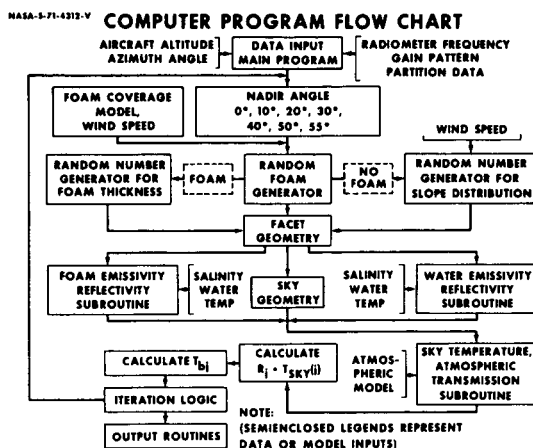 NASA-S-71-4312-V
COMPUTER PROGRAM FLOW CHART
AIRCRAFT ALTITUDE
AZIMUTH ANGLE
DATA INPUT
MAIN PROGRAM
RADIOMETER FREQUENCY
GAIN PATTERN
PARTITION DATA
FOAM COVERAGE
MODEL,
WIND SPEED
NADIR ANGLE
0°, 10°, 20°, 30°,
40°, 50°, 55°
WIND SPEED
RANDOM NUMBER
GENERATOR FOR
FOAM THICKNESS
FOAM
RANDOM
FOAM
GENERATOR
NO
FOAM
RANDOM NUMBER
GENERATOR FOR
SLOPE DISTRIBUTION
FACET
GEOMETRY
FOAM EMISSIVITY
REFLECTIVITY
SUBROUTINE
SALINITY
WATER
TEMP
SKY
GEOMETRY
SALINITY
WATER
TEMP
WATER EMISSIVITY
REFLECTIVITY
SUBROUTINE
CALCULATE Tbj
CALCULATE
Ri · TSKY(i)
ATMOS-
PHERIC
MODEL
SKY TEMPERATURE,
ATMOSPHERIC
TRANSMISSION
SUBROUTINE
ITERATION LOGIC
OUTPUT ROUTINES
NOTE:
(SEMIENCLOSED LEGENDS REPRESENT
DATA OR MODEL INPUTS)